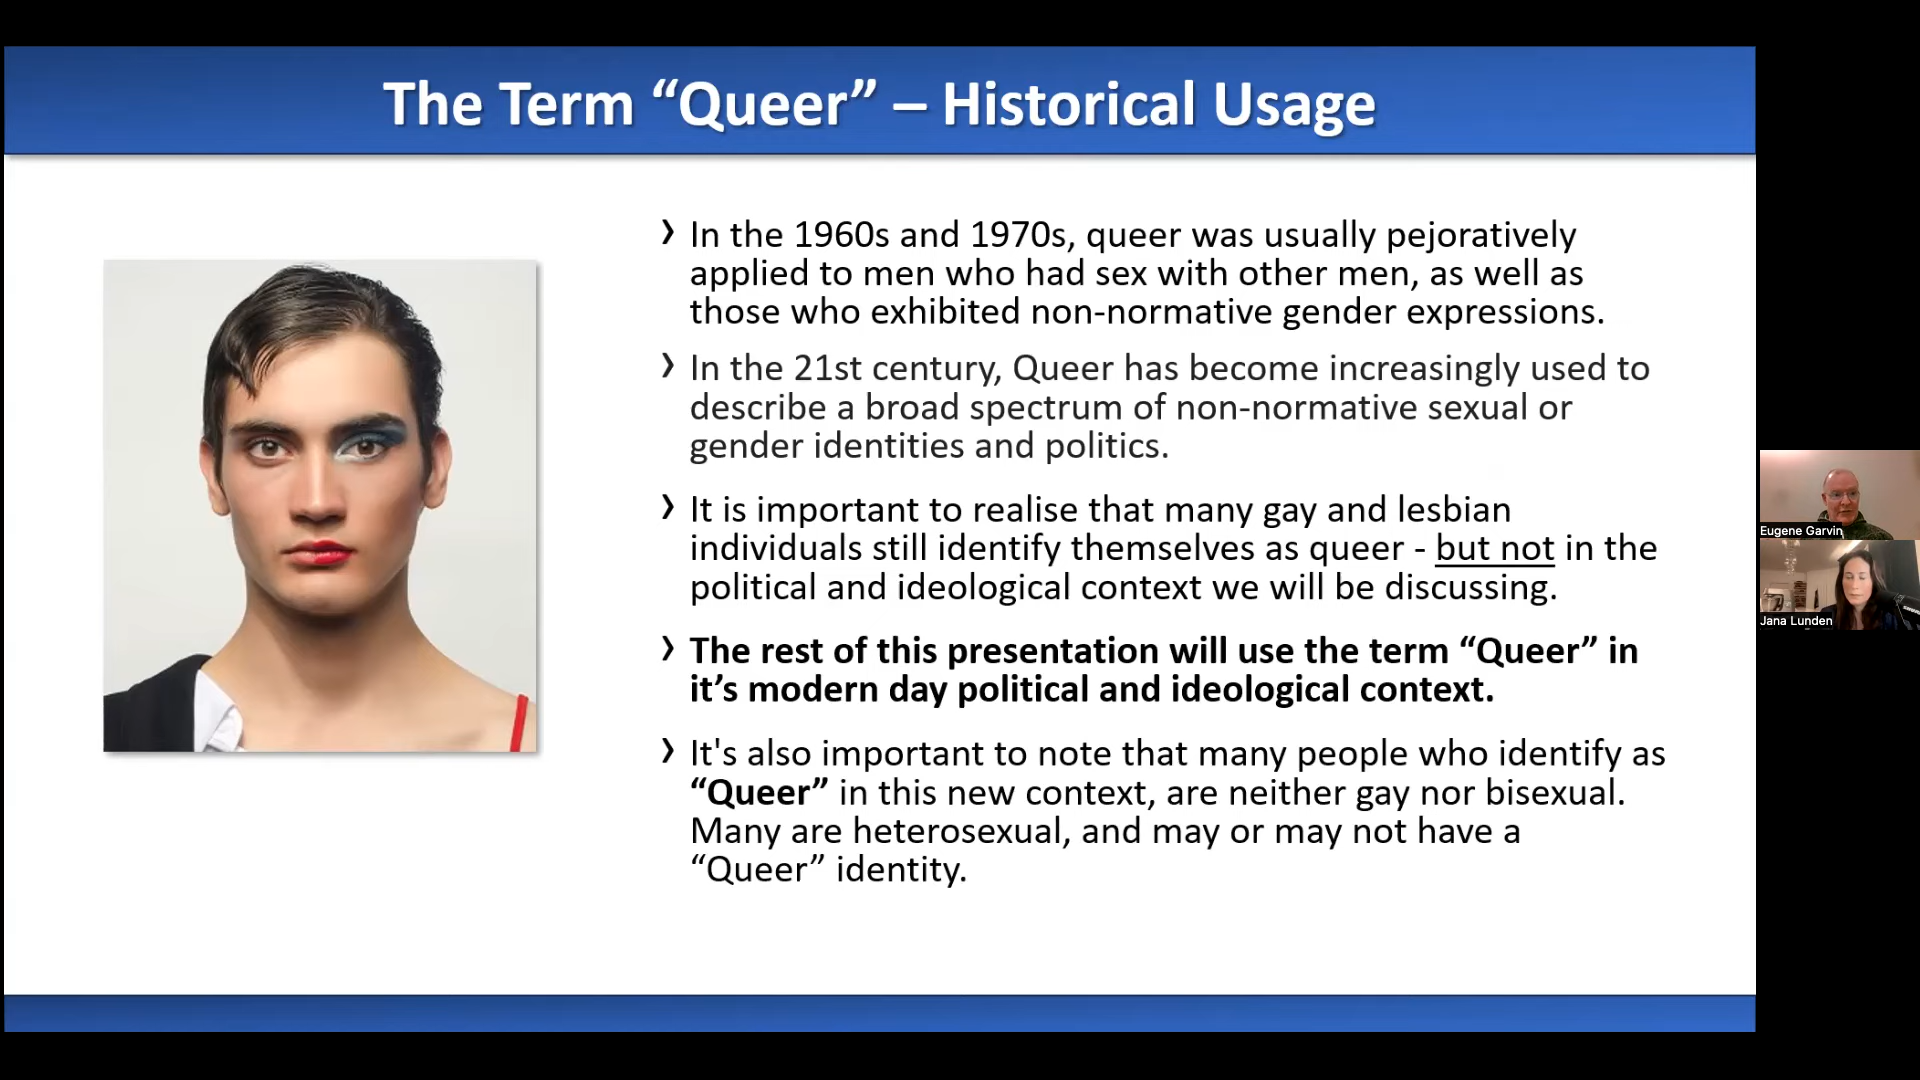 The Term “Queer” – Historical Usage
› In the 1960s and 1970s, queer was usually pejoratively
applied to men who had sex with other men, as well as
those who exhibited non-normative gender expressions.
› In the 21st century, Queer has become increasingly used to
describe a broad spectrum of non-normative sexual or
gender identities and politics.
› It is important to realise that many gay and lesbian
individuals still identify themselves as queer - but not in the
political and ideological context we will be discussing.
› The rest of this presentation will use the term “Queer” in
it’s modern day political and ideological context.
› It's also important to note that many people who identify as
“Queer” in this new context, are neither gay nor bisexual.
Many are heterosexual, and may or may not have a
“Queer” identity.
Eugene Garvin
Jana Lunden